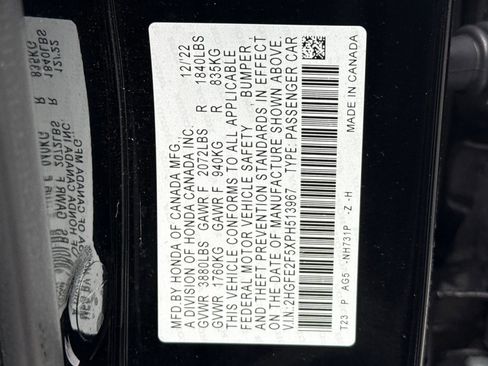 MFD.BY HONDA OF CANADA MFG. 12/'22
A DIVISION OF HONDA CANADA INC.
GVWR 3880LBS GAWR F 2072LBS R 1840LBS
GVWR 1760KG GAWR F 940KG R 835KG
THIS VEHICLE CONFORMS TO ALL APPLICABLE
FEDERAL MOTOR VEHICLE SAFETY BUMPER,
AND THEFT PREVENTION STANDARDS IN EFFECT
ON THE DATE OF MANUFACTURE SHOWN ABOVE.
V.I.N.:2HGFE2F5XPH513967 TYPE: PASSENGER CAR
T23 P AG5 -NH731P -Z -H MADE IN CANADA